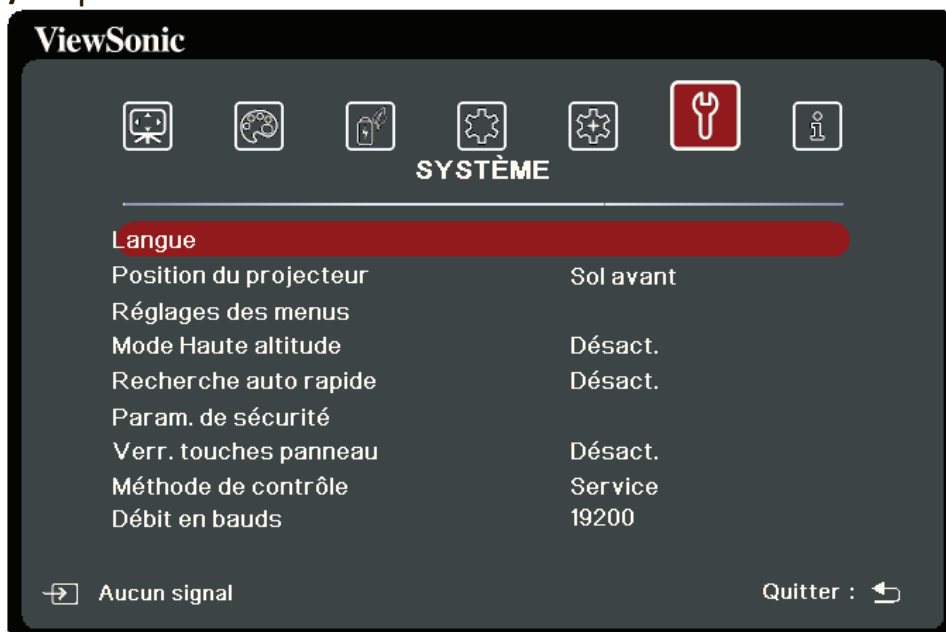 ViewSonic
SYSTÈME
Langue
Position du projecteur Sol avant
Réglages des menus
Mode Haute altitude Désact.
Recherche auto rapide Désact.
Param. de sécurité
Verr. touches panneau Désact.
Méthode de contrôle Service
Débit en bauds 19200
Aucun signal Quitter :